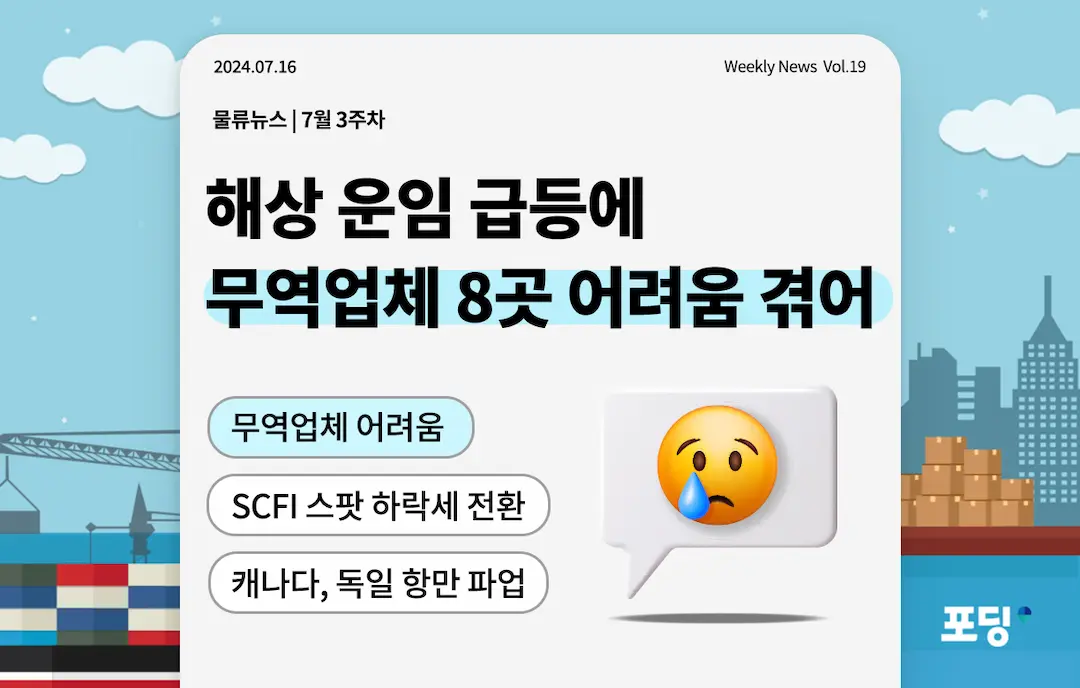 2024.07.16
Weekly News Vol.19
물류뉴스 | 7월 3주차
해상 운임 급등에
무역업체 8곳 어려움 겪어
무역업체 어려움
SCFI 스팟 하락세 전환
캐나다, 독일 항만 파업
포딩